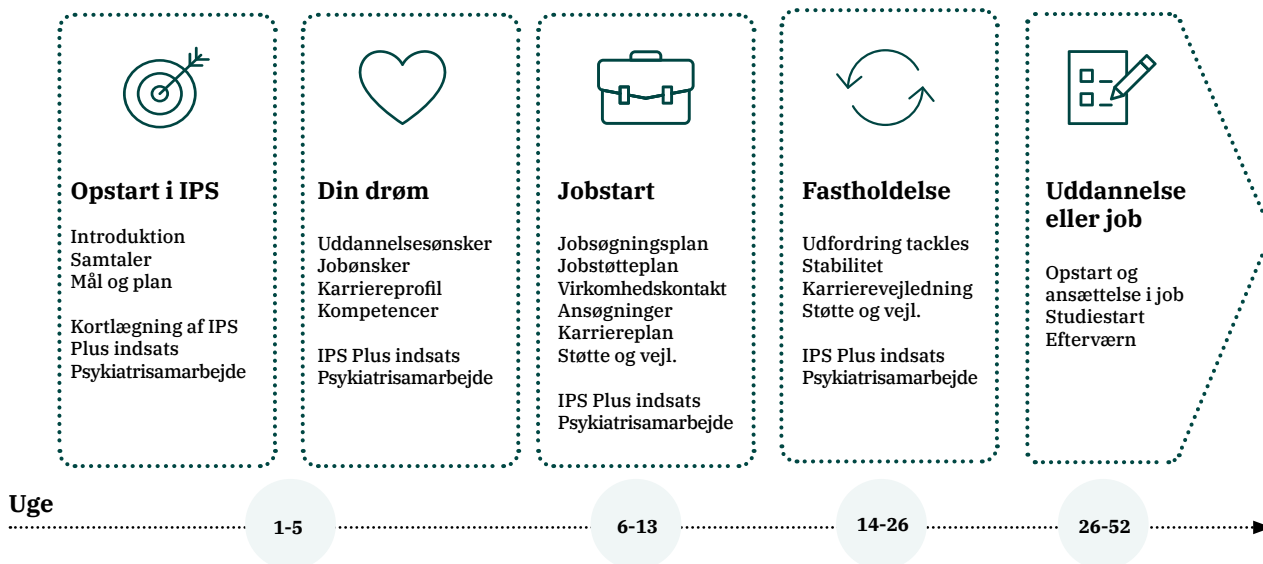 Opstart i IPS
Introduktion
Samtaler
Mål og plan
Kortlægning af IPS
Plus indsats
Psykiatrisamarbejde
Din drøm
Uddannelsesønsker
Jobønsker
Karriereprofil
Kompetencer
IPS Plus indsats
Psykiatrisamarbejde
Jobstart
Jobsøgningsplan
Jobstøtteplan
Virkomhedskontakt
Ansøgninger
Karriereplan
Støtte og vejl.
IPS Plus indsats
Psykiatrisamarbejde
Fastholdelse
Udfordring tackles
Stabilitet
Karrierevejledning
Støtte og vejl.
IPS Plus indsats
Psykiatrisamarbejde
Uddannelse
eller job
Opstart og
ansættelse i job
Studiestart
Efterværn
Uge
1-5
6-13
14-26
26-52